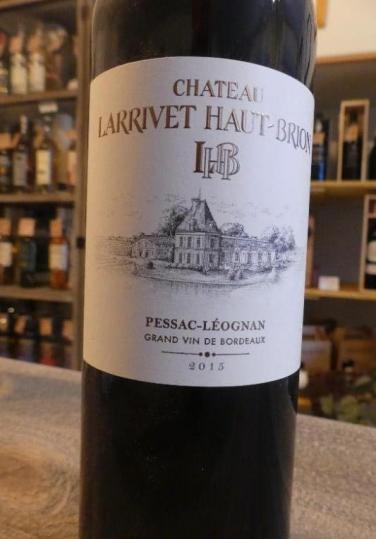 CHATEAU
LARRIVET HAUT-BRION
LHB
PESSAC-LÉOGNAN
GRAND VIN DE BORDEAUX
2015